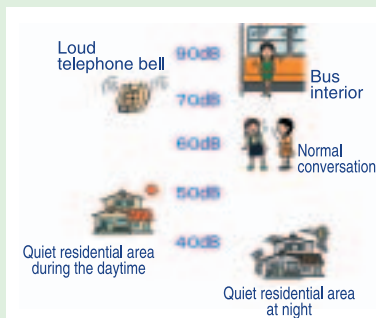 Loud
telephone bell
90dB
Bus
interior
70dB
60dB
Normal
conversation
50dB
Quiet residential area
during the daytime
40dB
Quiet residential area
at night